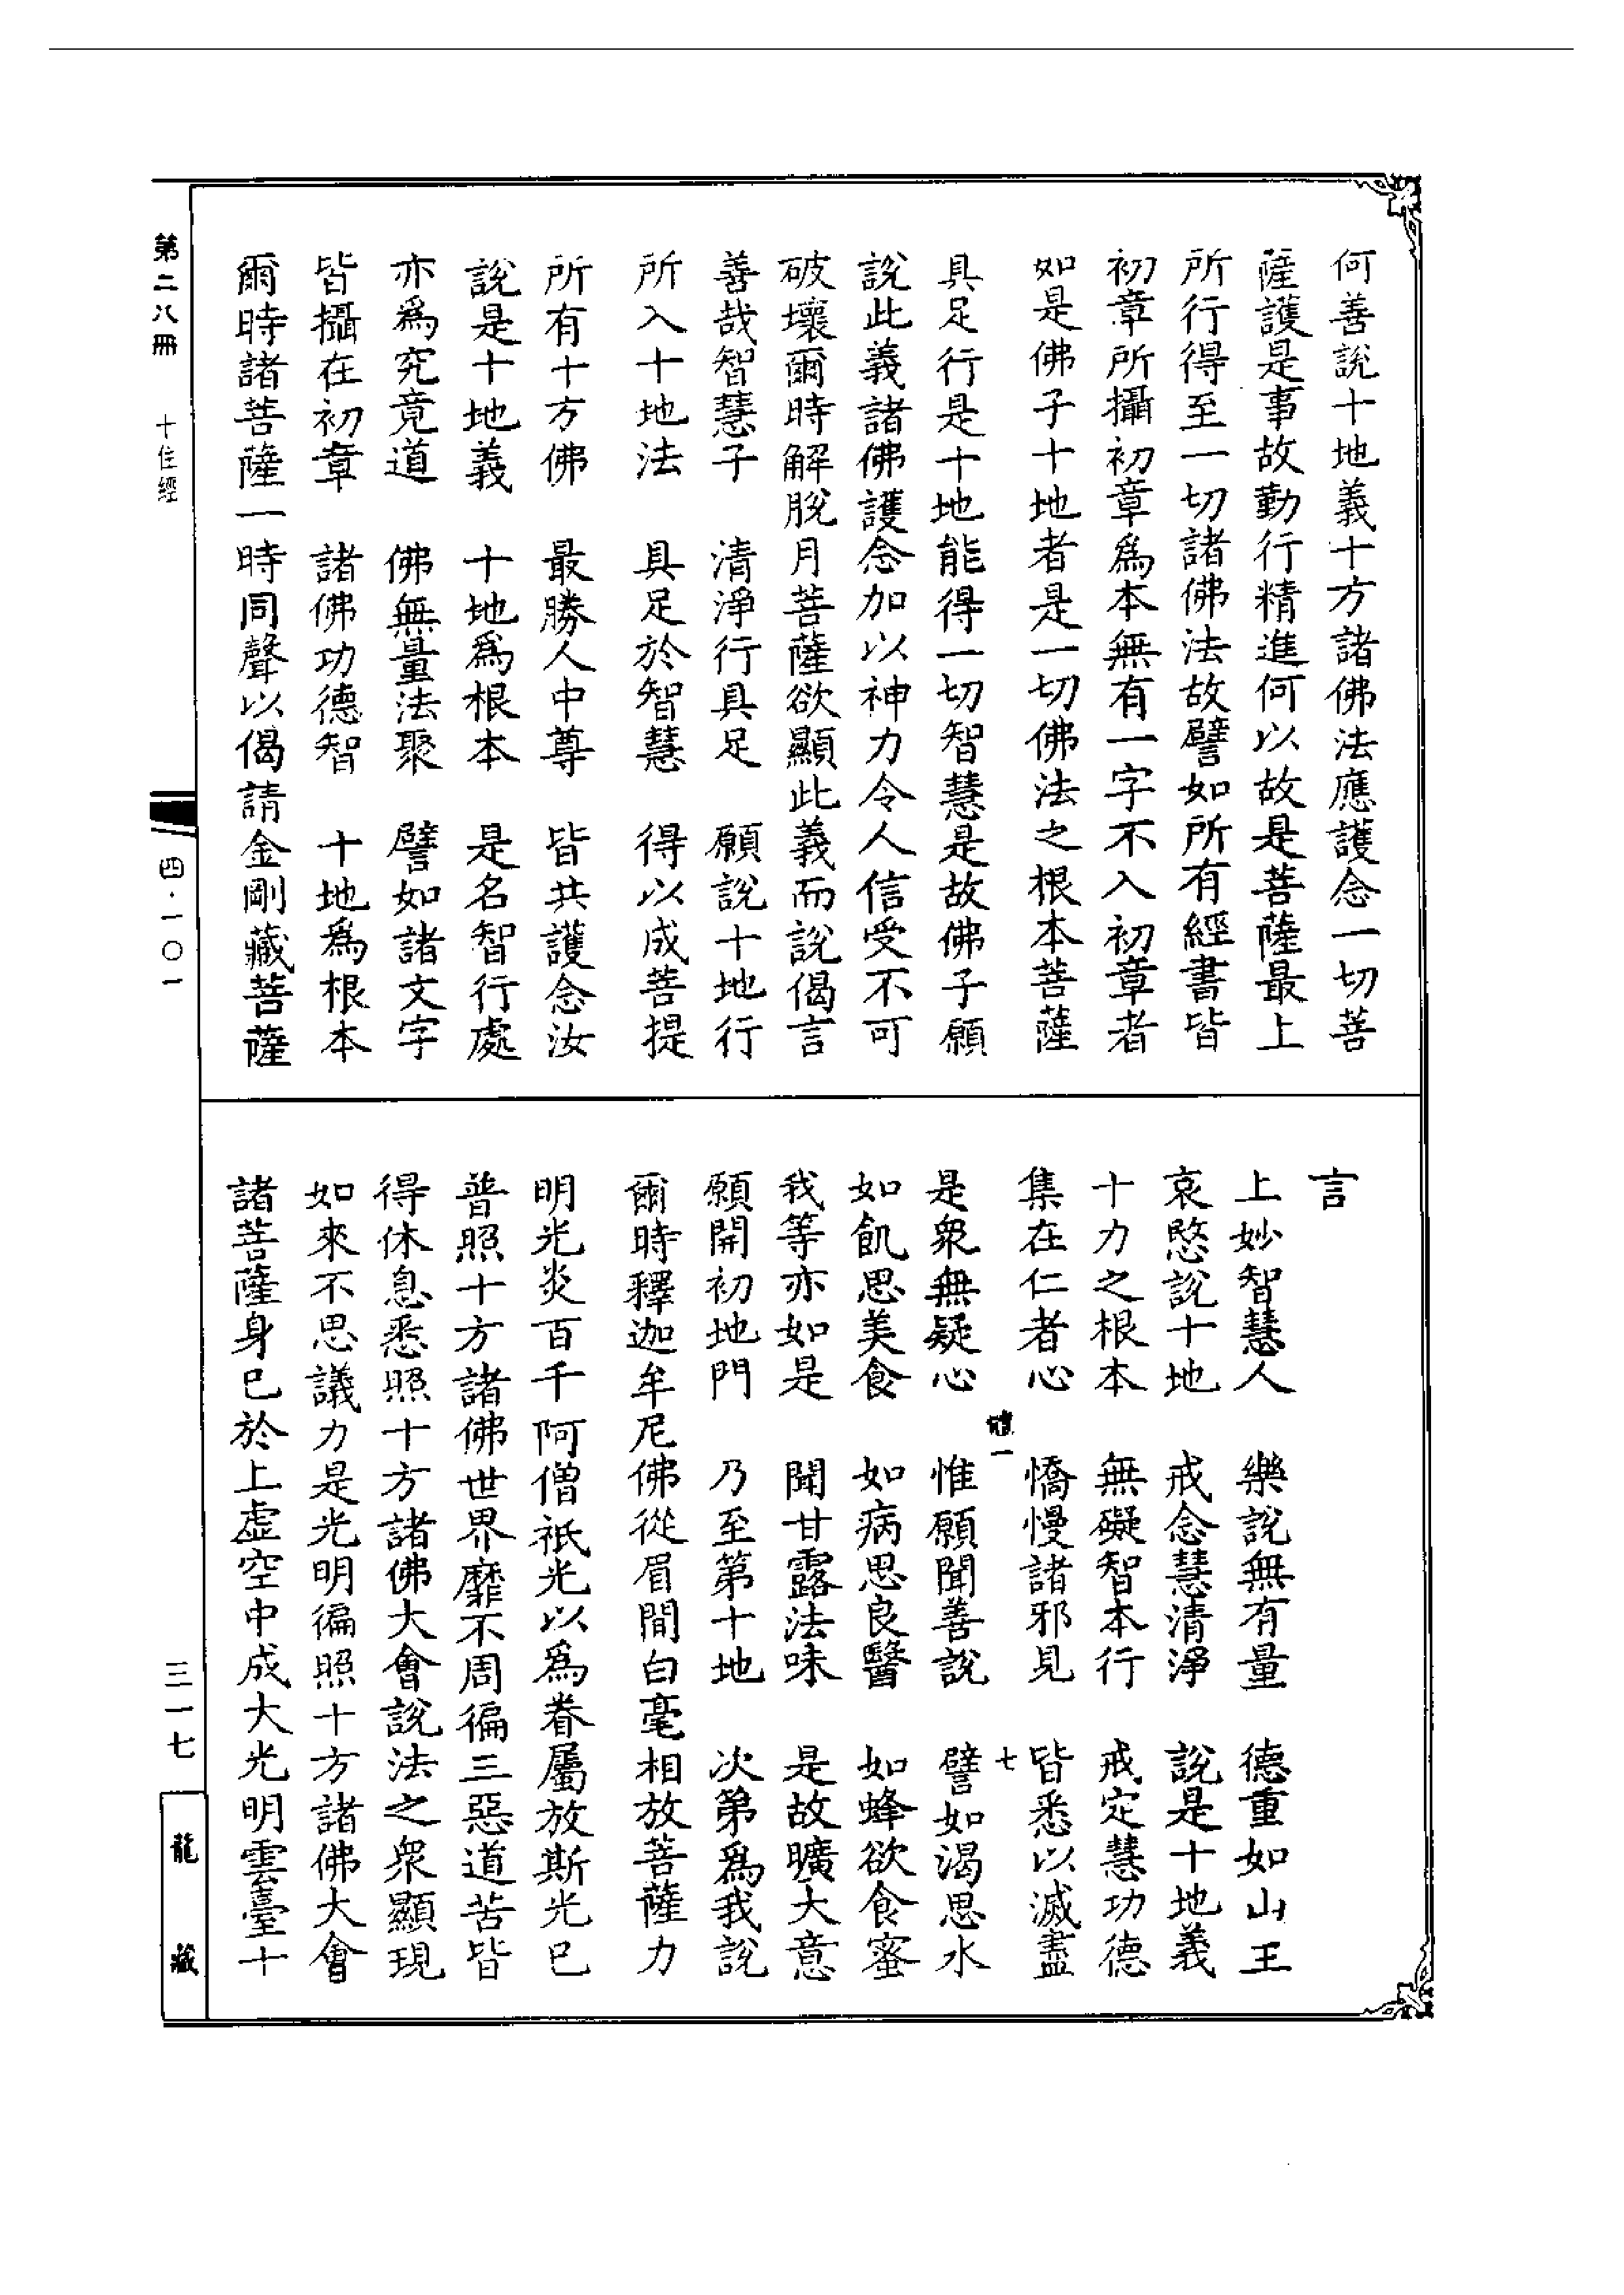 何善說十地義十方諸佛法應護念一切菩
薩護是事故勤行精進何以故是菩薩最上
所行得至一切諸佛法故譬如所有經書皆
初章所攝初章爲本無有一字不入初章者
如是佛子十地者是一切佛法之根本菩薩
具足行是十地能得一切智慧是故佛子願
說此義諸佛護念加以神力令人信受不可
破壞爾時解脫月菩薩欲顯此義而說偈言
善哉智慧子 清淨行具足 願說十地行
所入十地法 具足於智慧 得以成菩提
所有十方佛 最勝人中尊 皆共護念汝
說是十地義 十地爲根本 是名智行處
亦爲究竟道 佛無量法聚 譬如諸文字
皆攝在初章 諸佛功德智 十地爲根本
爾時諸菩薩一時同聲以偈請金剛藏菩薩
言
上妙智慧人 樂說無有量 德重如山王
哀愍說十地 戒念慧清淨 說是十地義
十力之根本 無礙智本行 戒定慧功德
集在仁者心 憍慢諸邪見 皆悉以滅盡
一 七
是衆無疑心 惟願聞善說 譬如渴思水
如飢思美食 如病思良醫 如蜂欲食蜜
我等亦如是 聞甘露法味 是故曠大意
願開初地門 乃至第十地 次第爲我說
爾時釋迦牟尼佛從眉間白毫相放菩薩力
明光炎百千阿僧祇光以爲眷屬放斯光已
普照十方諸佛世界靡不周徧三惡道苦皆
得休息悉照十方諸佛大會說法之衆顯現
如來不思議力是光明徧照十方諸佛大會
諸菩薩身已於上虛空中成大光明雲臺十
第二八冊 十住經
四·一〇一
三一七
龍藏